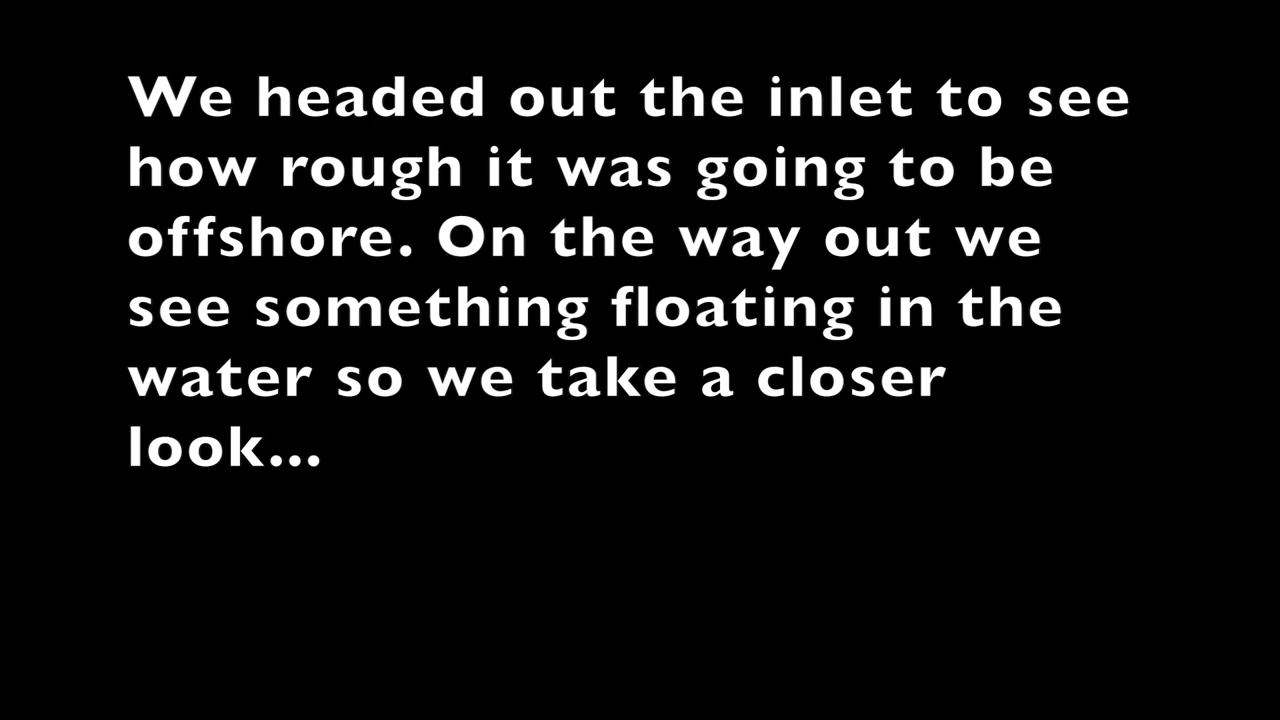 We headed out the inlet to see
how rough it was going to be
offshore. On the way out we
see something floating in the
water so we take a closer
look...